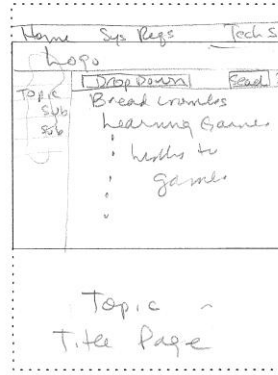 Home Sys Reqs Tech S
Logo
Drop Down Sead
Topic Bread crumbs
Sub Learning Games
Sub
links to
games
Topic
Title Page